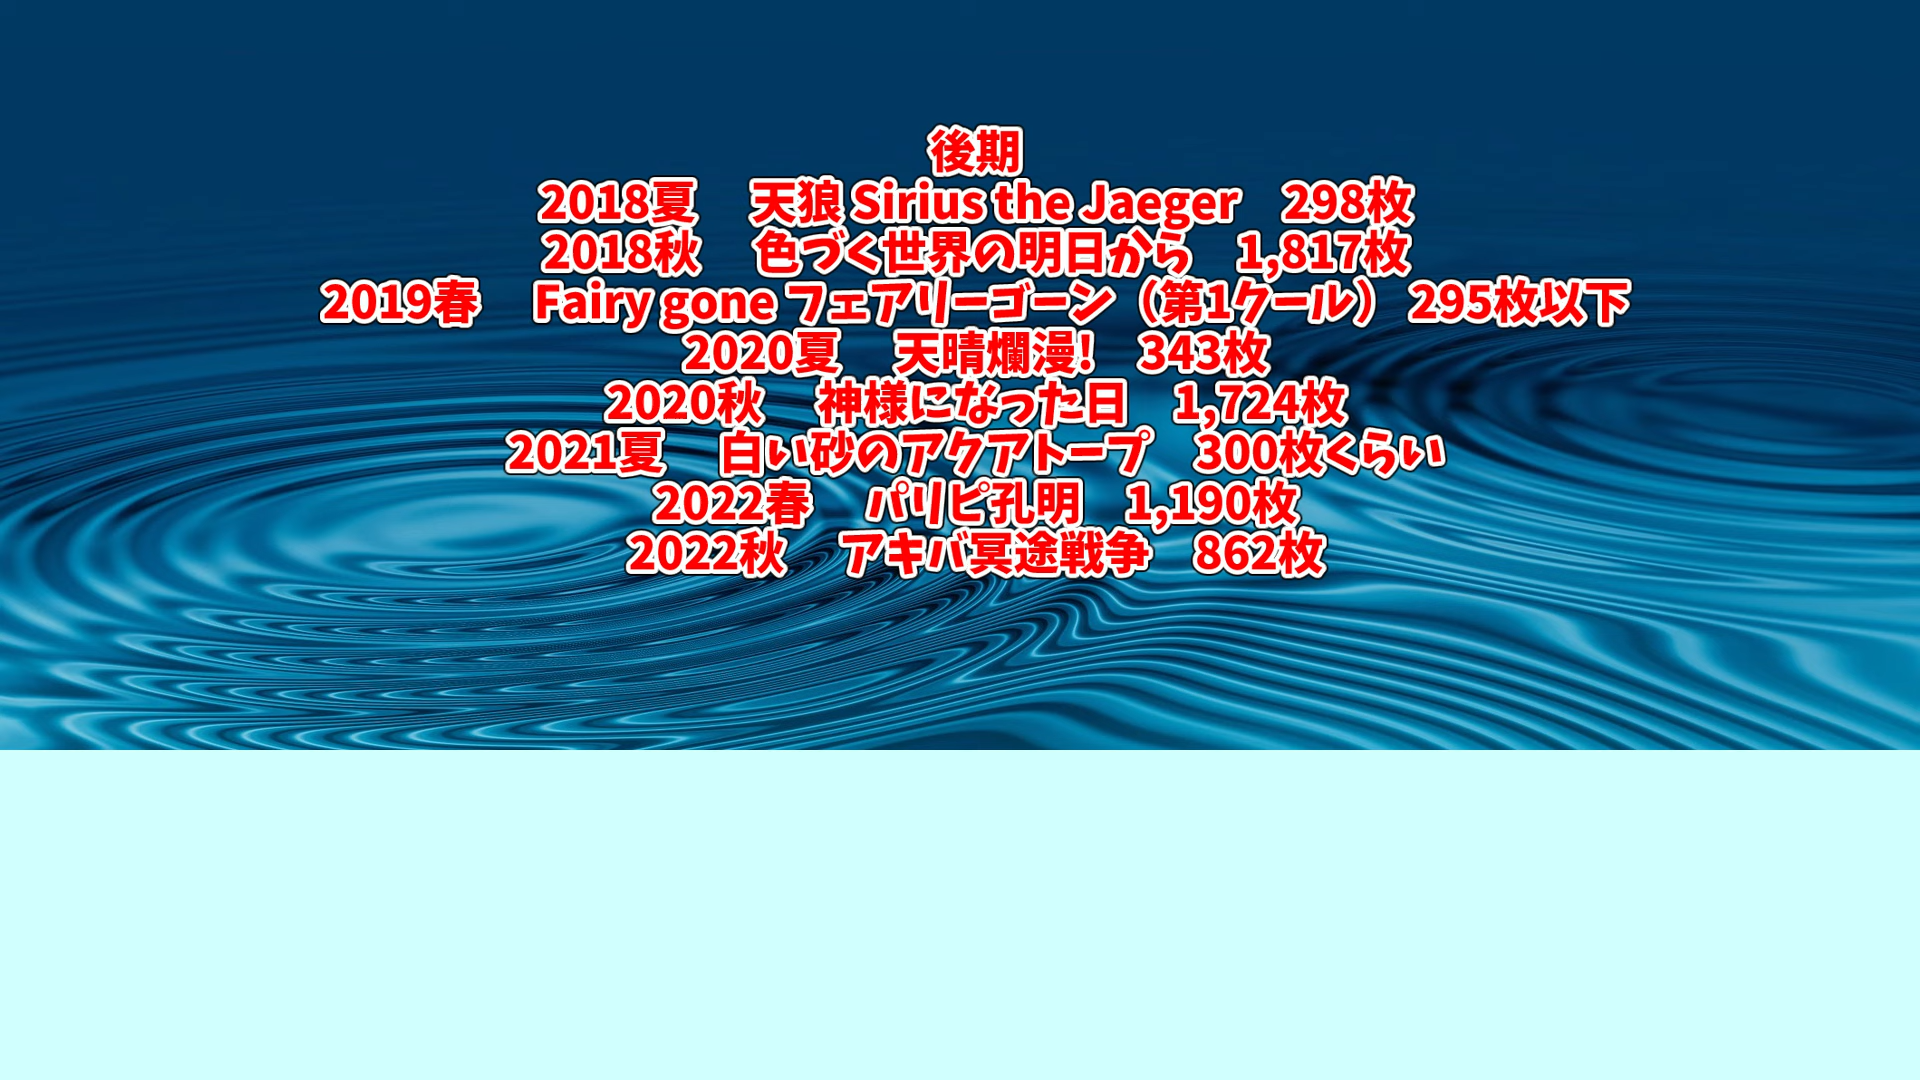 後期
2018夏　天狼 Sirius the Jaeger　298枚
2018秋　色づく世界の明日から　1,817枚
2019春　Fairy gone フェアリーゴーン（第1クール） 295枚以下
2020夏　天晴爛漫!　343枚
2020秋　神様になった日　1,724枚
2021夏　白い砂のアクアトープ　300枚くらい
2022春　パリピ孔明　1,190枚
2022秋　アキバ冥途戦争　862枚